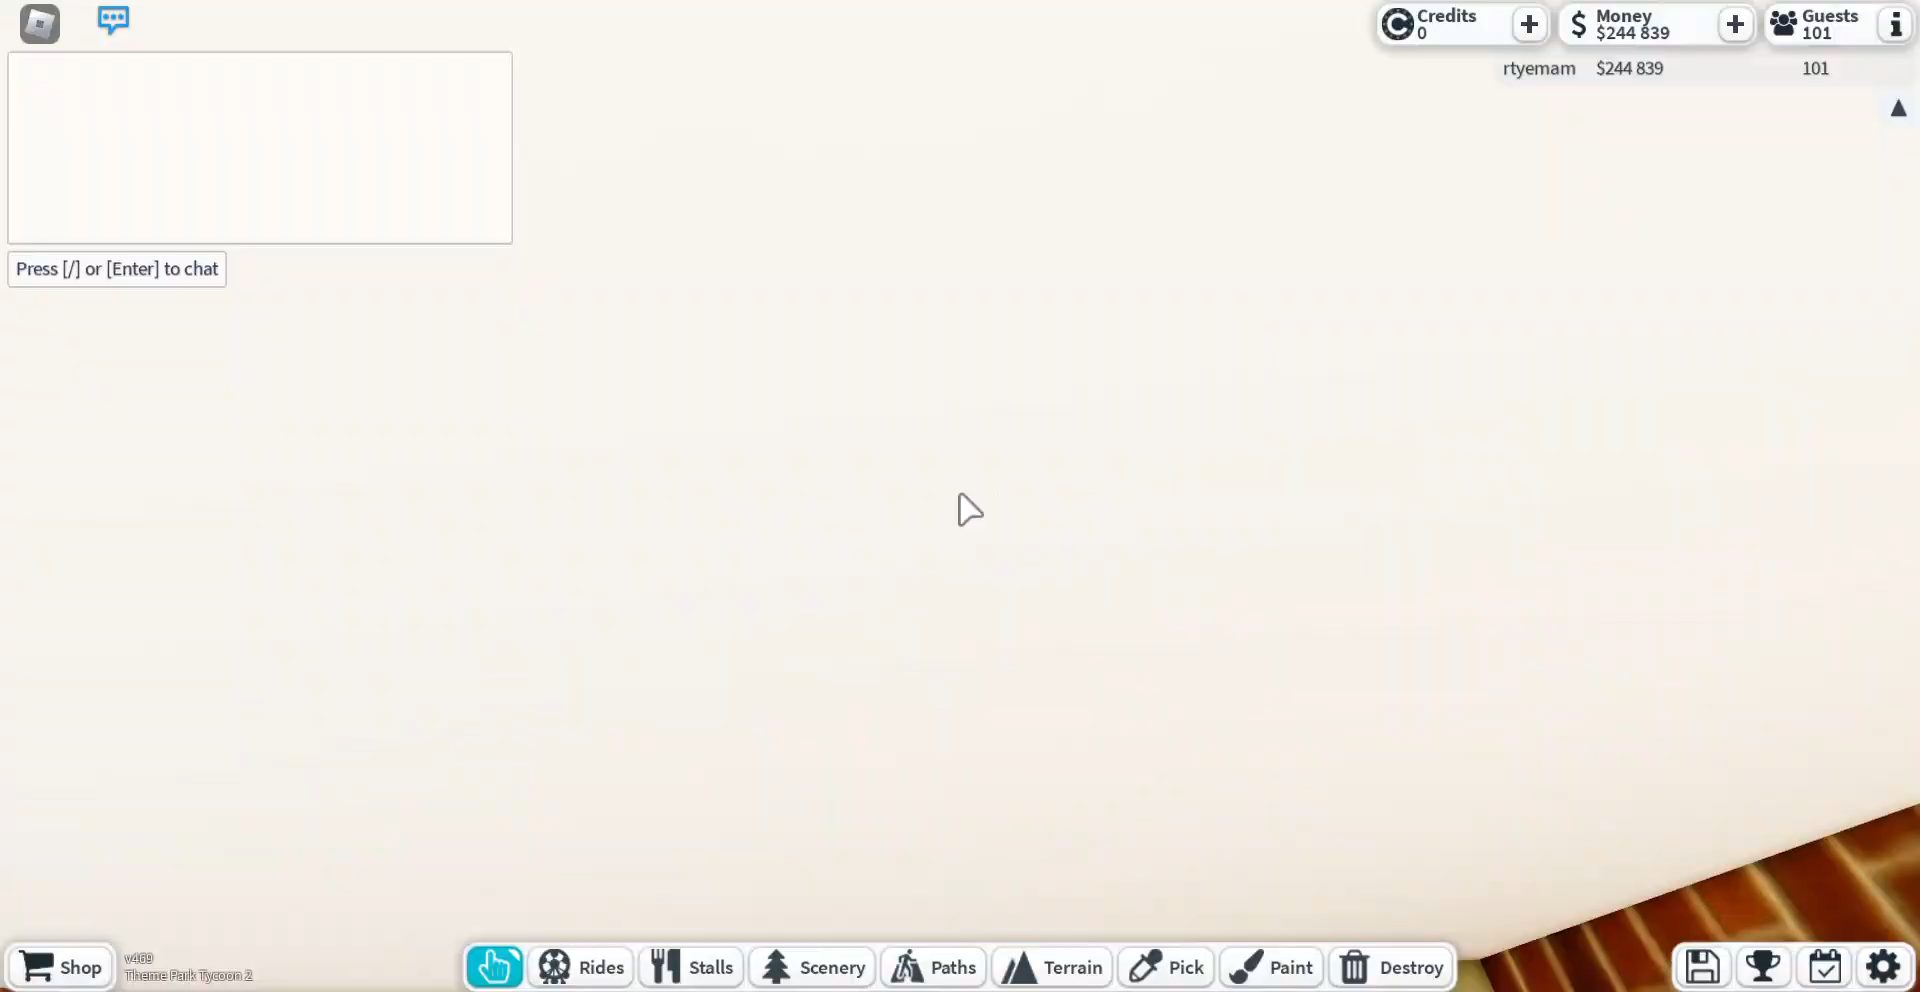 Credits
0
+
$ Money
$244 839
+
Guests
101
rtyemam $244 839 101
Press [/] or [Enter] to chat
Shop
v469
Theme Park Tycoon 2
Rides
Stalls
Scenery
Paths
Terrain
Pick
Paint
Destroy